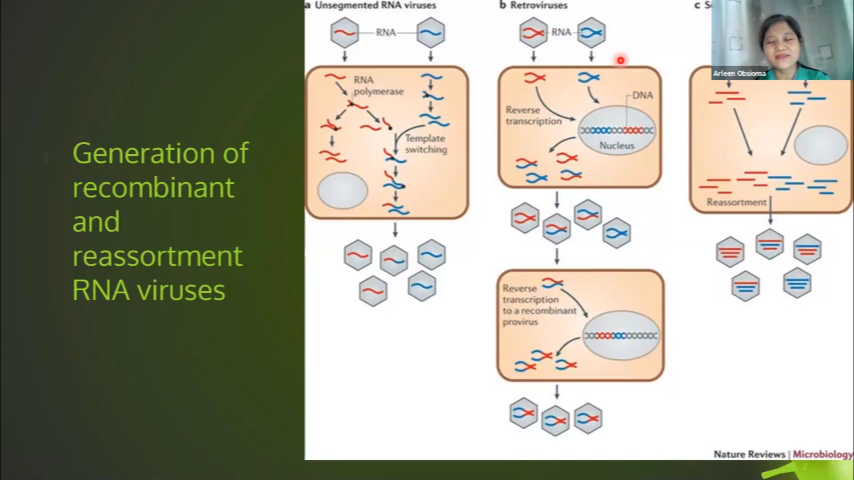 Generation of
recombinant
and
reassortment
RNA viruses
a Unsegmented RNA viruses
RNA
RNA
polymerase
Template
switching
b Retroviruses
RNA
Reverse
transcription
DNA
Nucleus
Reverse
transcription
to a recombinant
provirus
c
Reassortment
Arleen Obsioma
Nature Reviews | Microbiology